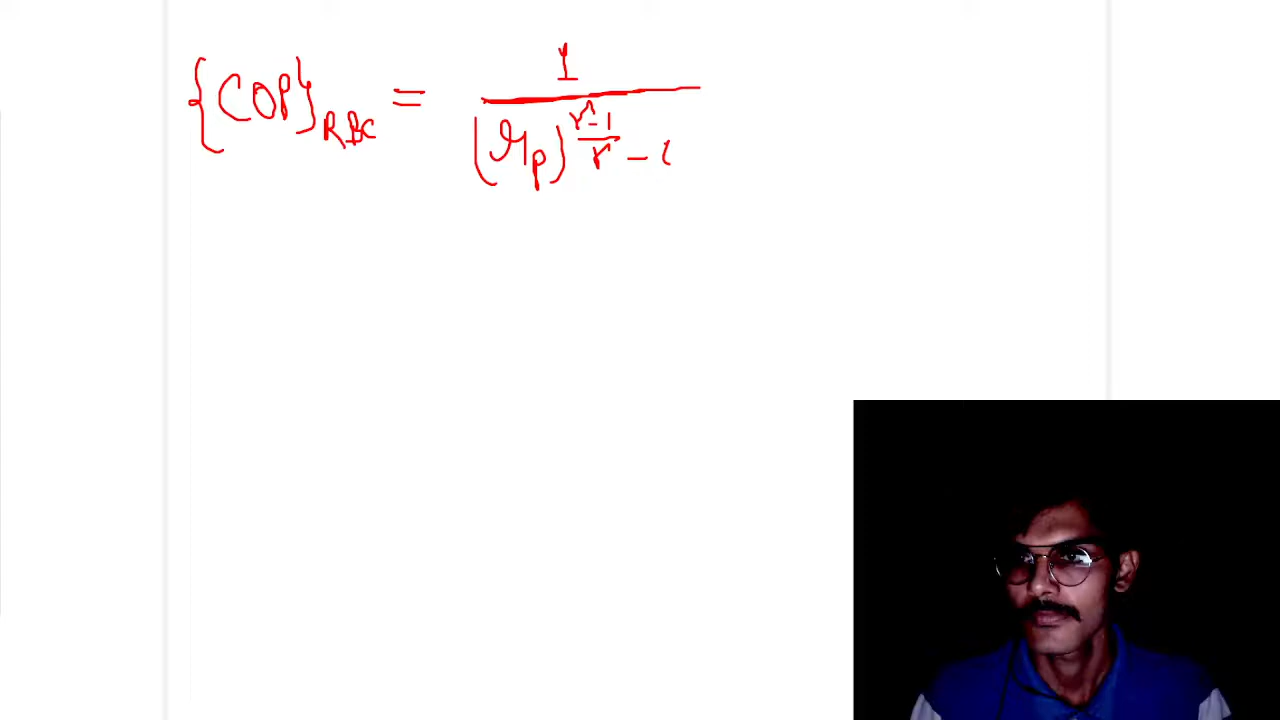 {COP}_RBC = 1 / ((r_p)^((γ-1)/γ) - 1)